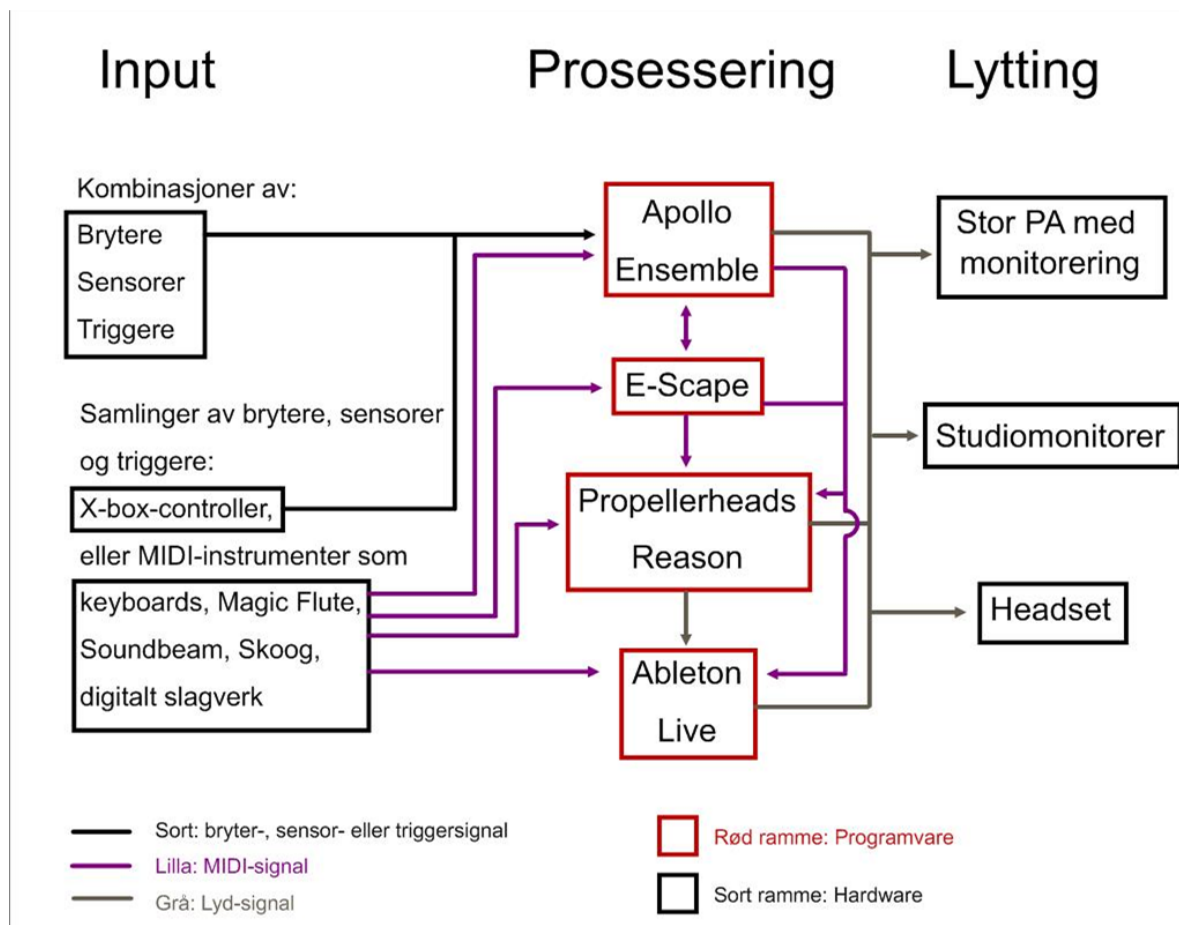 Input
Prosessering
Lytting
Kombinasjoner av:
Brytere
Sensorer
Triggere
Samlinger av brytere, sensorer
og triggere:
X-box-controller,
eller MIDI-instrumenter som
keyboards, Magic Flute,
Soundbeam, Skoog,
digitalt slagverk
Apollo
Ensemble
E-Scape
Propellerheads
Reason
Ableton
Live
Stor PA med
monitorering
Studiomonitorer
Headset
Sort: bryter-, sensor- eller triggersignal
Lilla: MIDI-signal
Grå: Lyd-signal
Rød ramme: Programvare
Sort ramme: Hardware